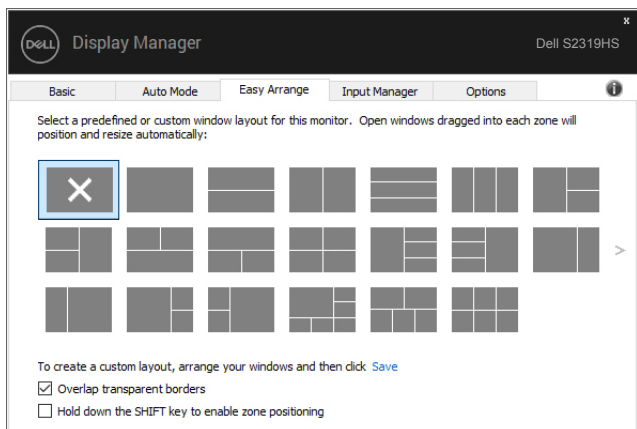 x
DELL Display Manager Dell S2319HS
Basic Auto Mode Easy Arrange Input Manager Options i
Select a predefined or custom window layout for this monitor. Open windows dragged into each zone will
position and resize automatically:
>
To create a custom layout, arrange your windows and then click Save
Overlap transparent borders
Hold down the SHIFT key to enable zone positioning